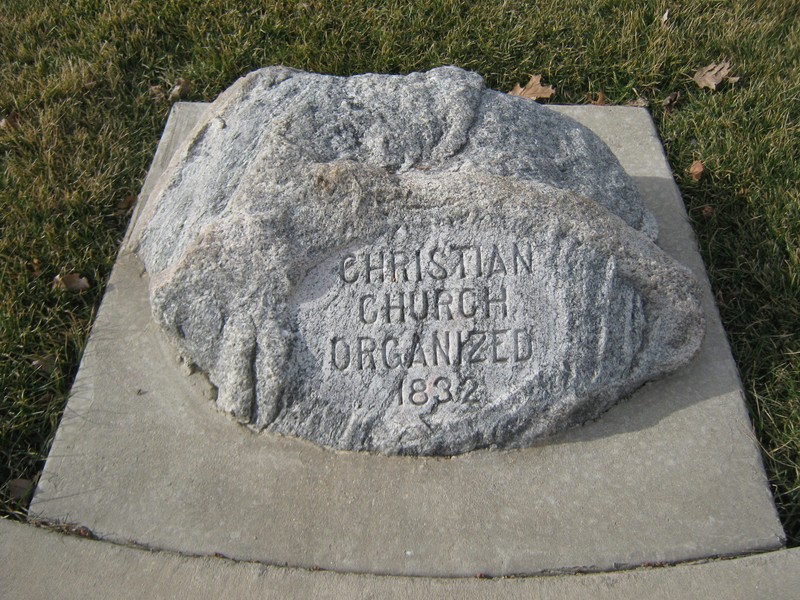 CHRISTIAN
CHURCH
ORGANIZED
1832